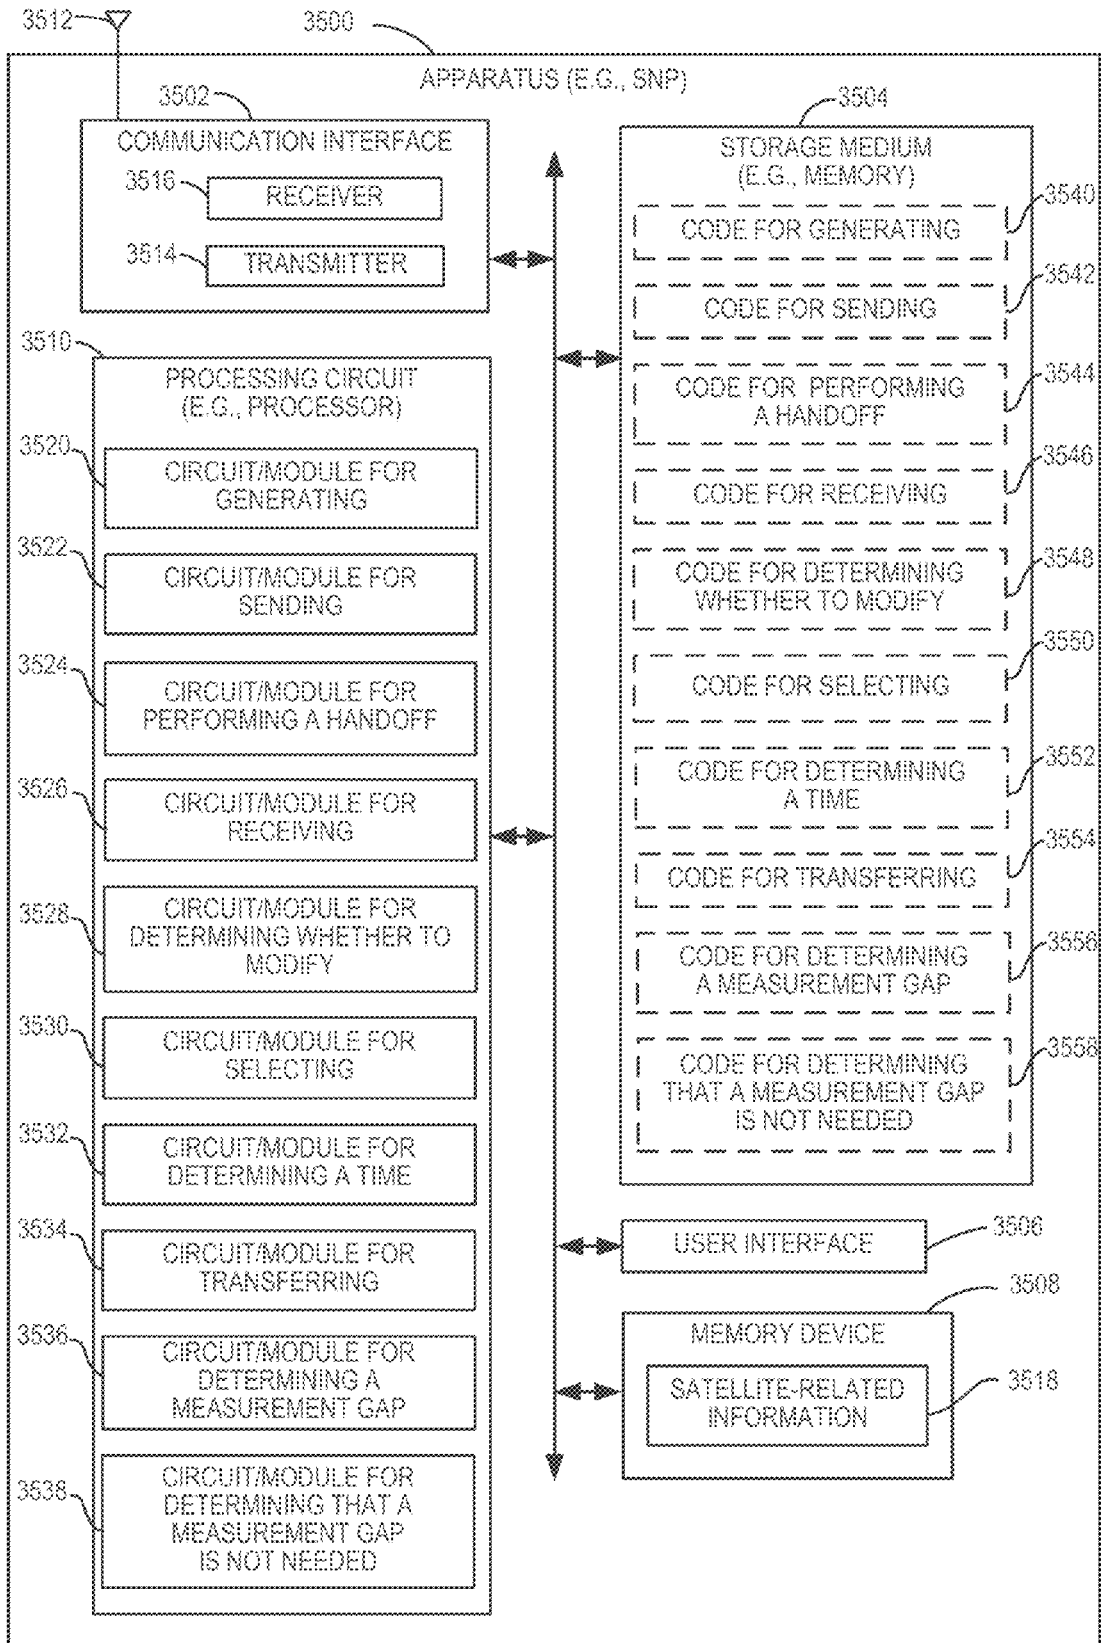 3512
3500
APPARATUS (E.G., SNP)
3502
COMMUNICATION INTERFACE
3516
RECEIVER
3514
TRANSMITTER
3510
PROCESSING CIRCUIT
(E.G., PROCESSOR)
3520
CIRCUIT/MODULE FOR
GENERATING
3522
CIRCUIT/MODULE FOR
SENDING
3524
CIRCUIT/MODULE FOR
PERFORMING A HANDOFF
3526
CIRCUIT/MODULE FOR
RECEIVING
3528
CIRCUIT/MODULE FOR
DETERMINING WHETHER TO
MODIFY
3530
CIRCUIT/MODULE FOR
SELECTING
3532
CIRCUIT/MODULE FOR
DETERMINING A TIME
3534
CIRCUIT/MODULE FOR
TRANSFERRING
3536
CIRCUIT/MODULE FOR
DETERMINING A
MEASUREMENT GAP
3538
CIRCUIT/MODULE FOR
DETERMINING THAT A
MEASUREMENT GAP
IS NOT NEEDED
3504
STORAGE MEDIUM
(E.G., MEMORY)
3540
CODE FOR GENERATING
3542
CODE FOR SENDING
3544
CODE FOR PERFORMING
A HANDOFF
3546
CODE FOR RECEIVING
3548
CODE FOR DETERMINING
WHETHER TO MODIFY
3550
CODE FOR SELECTING
3552
CODE FOR DETERMINING
A TIME
3554
CODE FOR TRANSFERRING
3556
CODE FOR DETERMINING
A MEASUREMENT GAP
3558
CODE FOR DETERMINING
THAT A MEASUREMENT GAP
IS NOT NEEDED
3506
USER INTERFACE
3508
MEMORY DEVICE
3518
SATELLITE-RELATED
INFORMATION